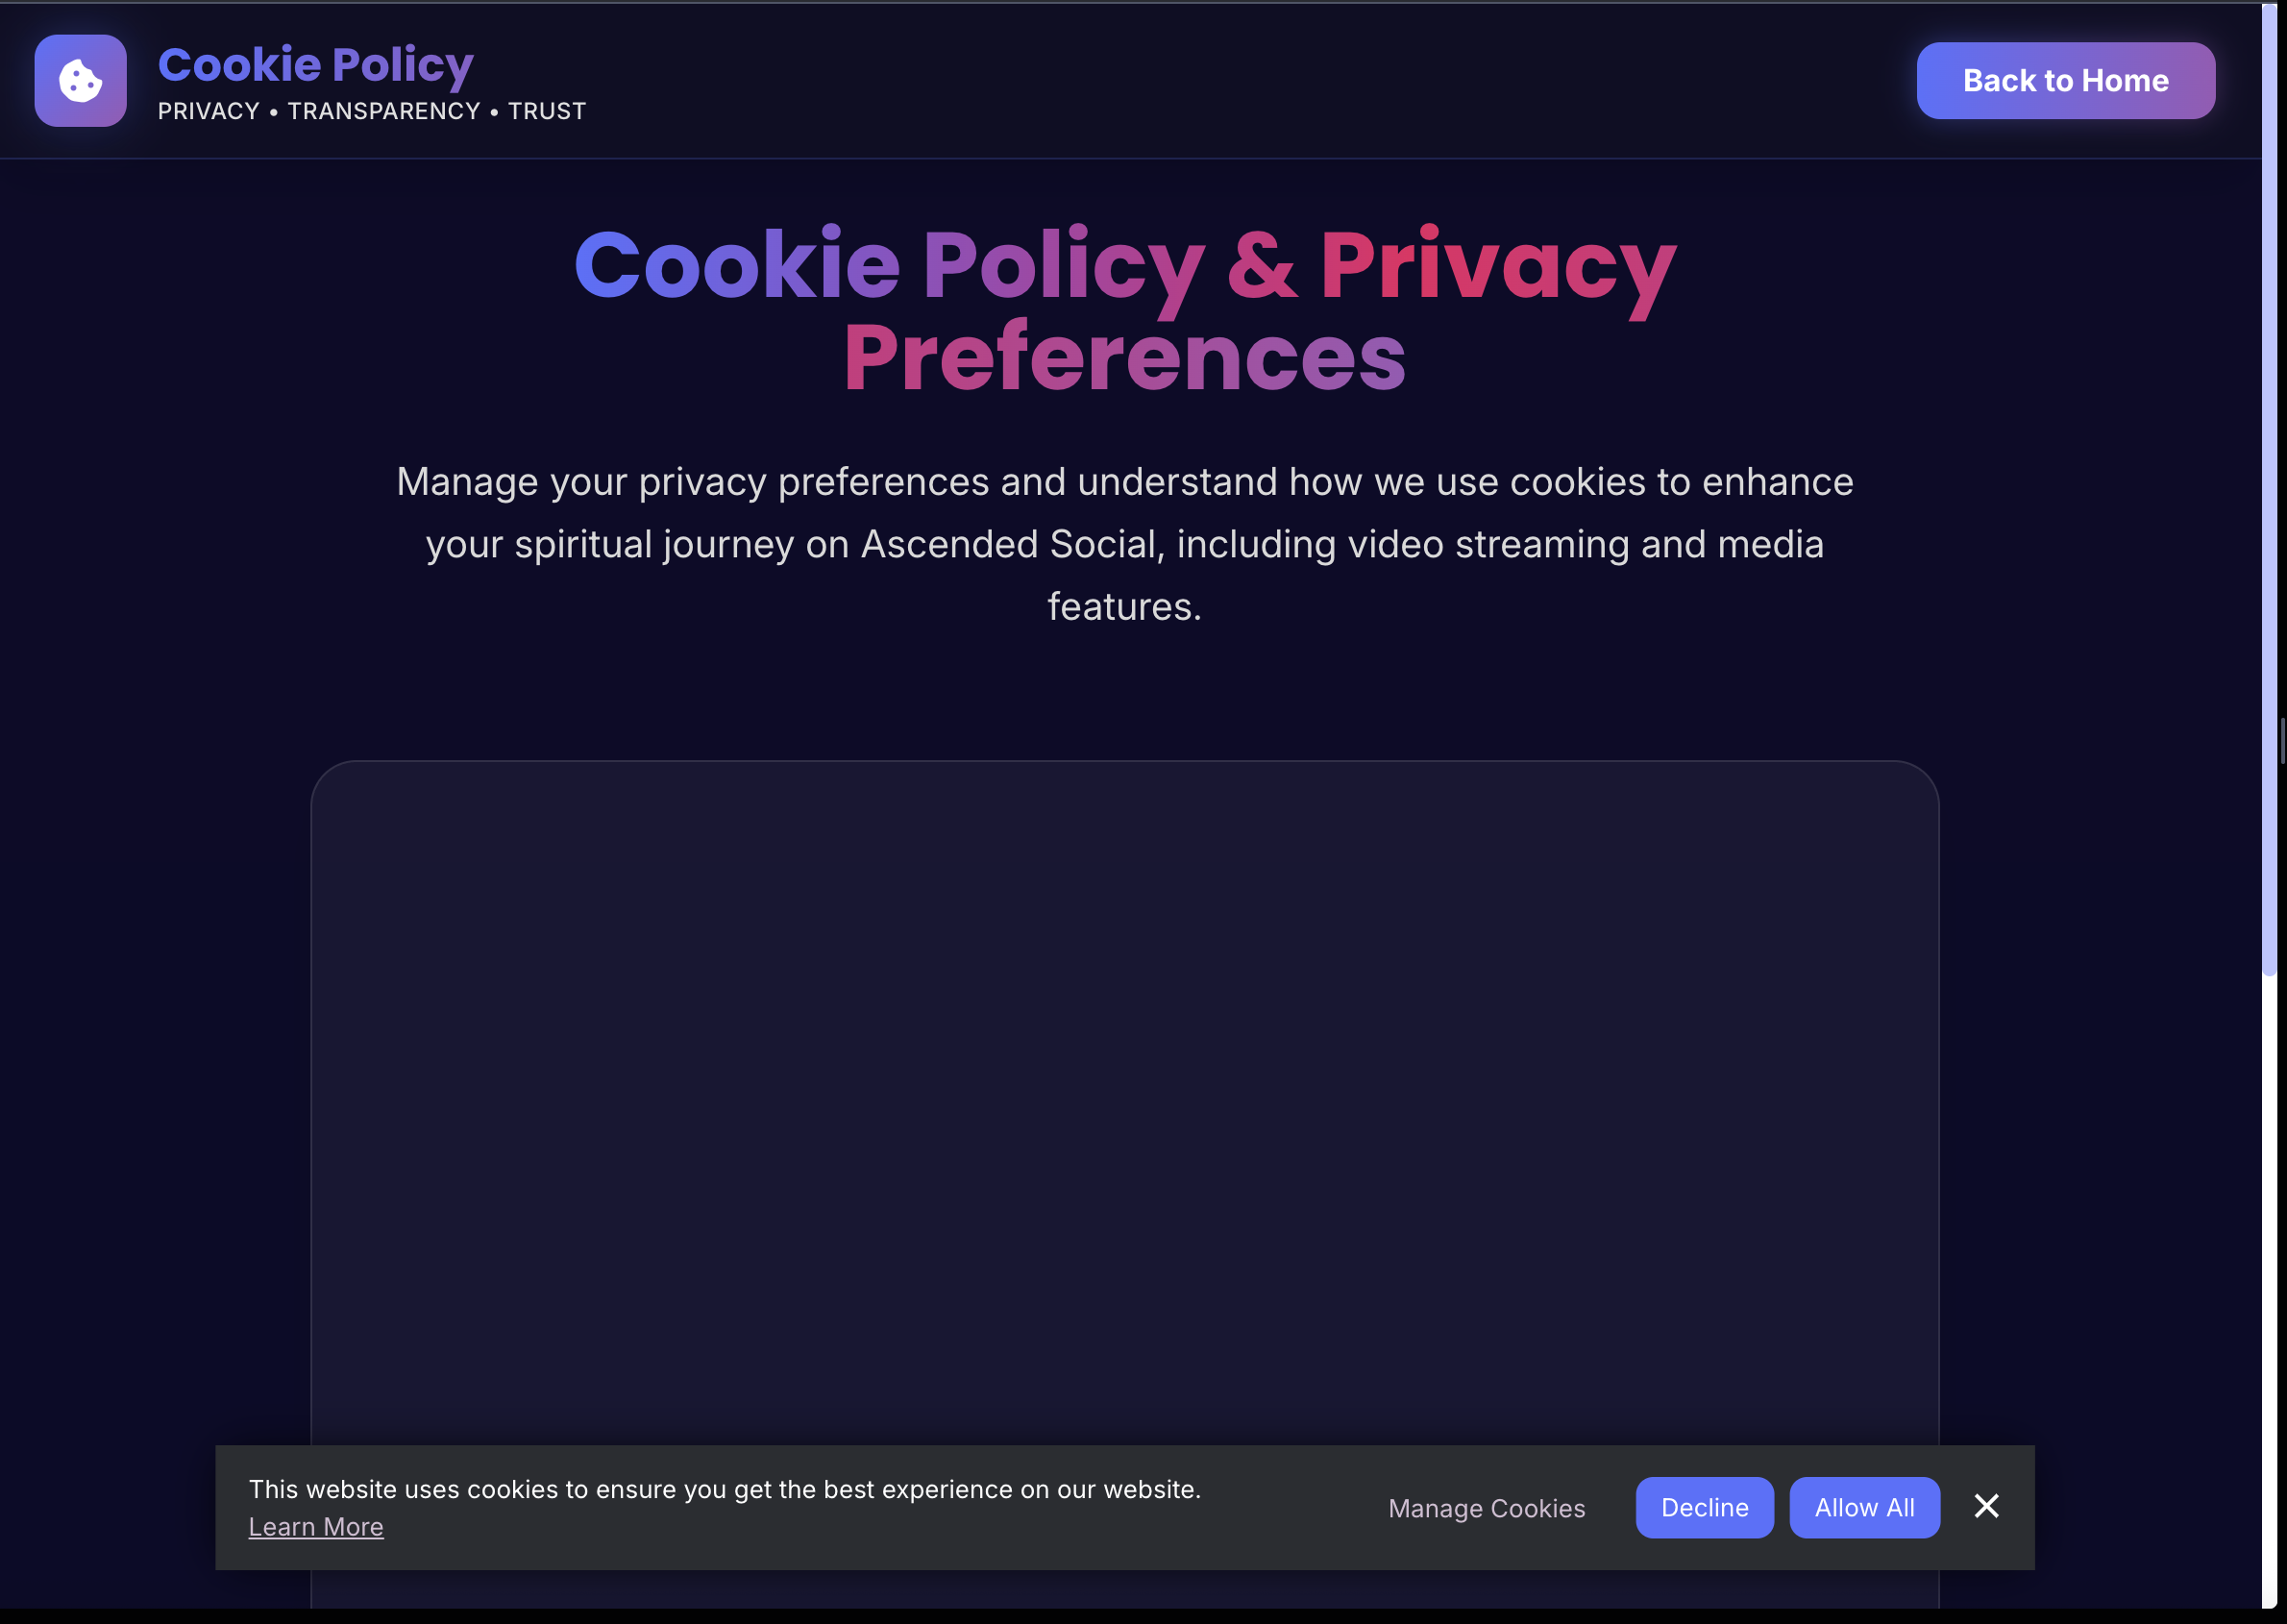 Cookie Policy
PRIVACY • TRANSPARENCY • TRUST
Back to Home
Cookie Policy & Privacy
Preferences
Manage your privacy preferences and understand how we use cookies to enhance
your spiritual journey on Ascended Social, including video streaming and media
features.
This website uses cookies to ensure you get the best experience on our website.
Learn More
Manage Cookies
Decline
Allow All